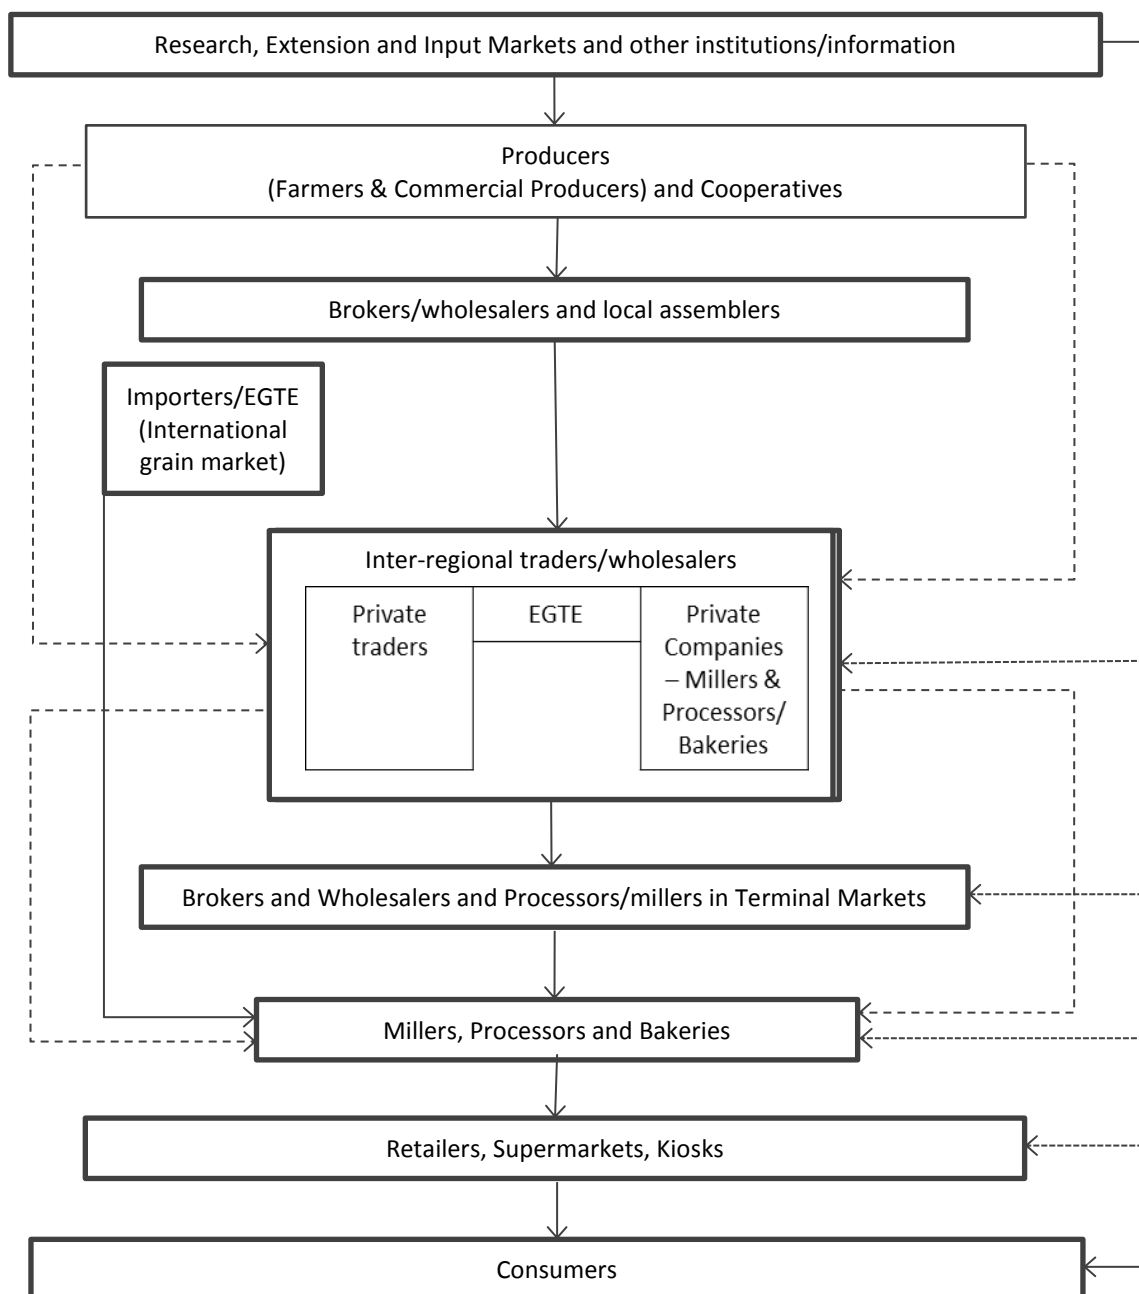 Research, Extension and Input Markets and other institutions/information
Producers
(Farmers & Commercial Producers) and Cooperatives
Brokers/wholesalers and local assemblers
Importers/EGTE
(International
grain market)
Inter-regional traders/wholesalers
Private
traders
EGTE
Private
Companies
– Millers &
Processors/
Bakeries
Brokers and Wholesalers and Processors/millers in Terminal Markets
Millers, Processors and Bakeries
Retailers, Supermarkets, Kiosks
Consumers